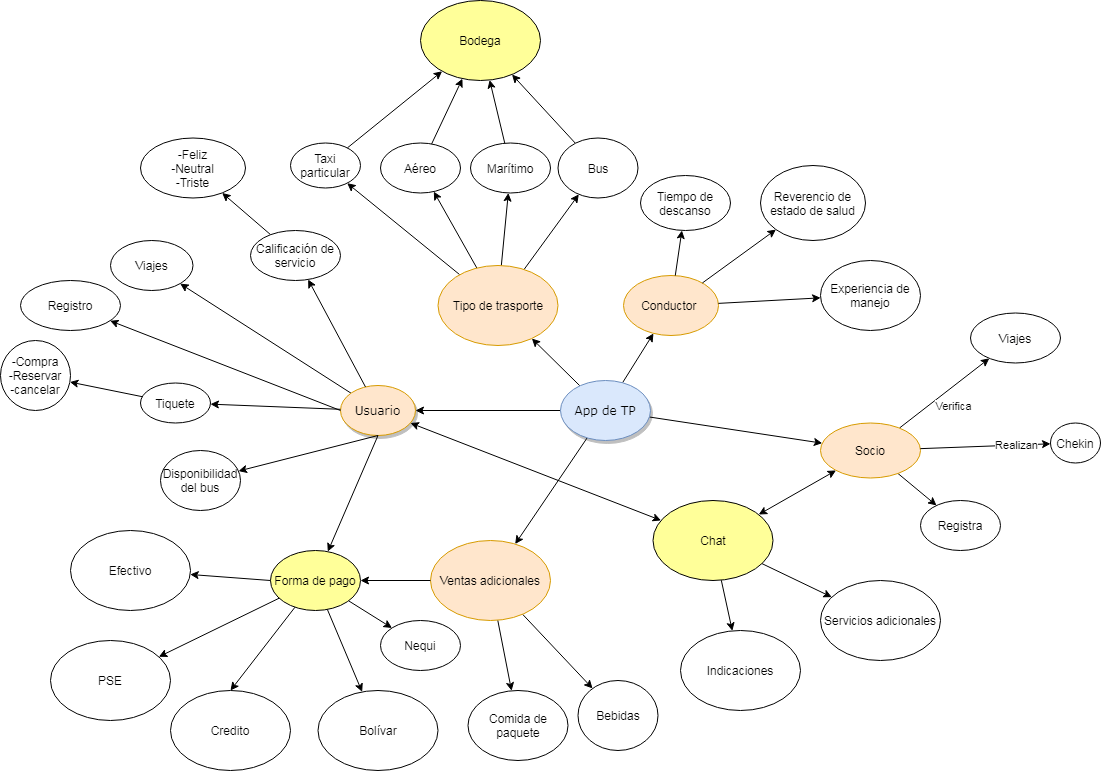 Bodega
-Feliz
-Neutral
-Triste
Taxi
particular
Aéreo
Marítimo
Bus
Tiempo de
descanso
Reverencio de
estado de salud
Calificación de
servicio
Viajes
Registro
Tipo de trasporte
Conductor
Experiencia de
manejo
Viajes
-Compra
-Reservar
-cancelar
Tiquete
Usuario
App de TP
Verifica
Socio
Realizan
Chekin
Disponibilidad
del bus
Registra
Chat
Efectivo
Forma de pago
Ventas adicionales
Servicios adicionales
Nequi
Indicaciones
PSE
Credito
Bolívar
Comida de
paquete
Bebidas